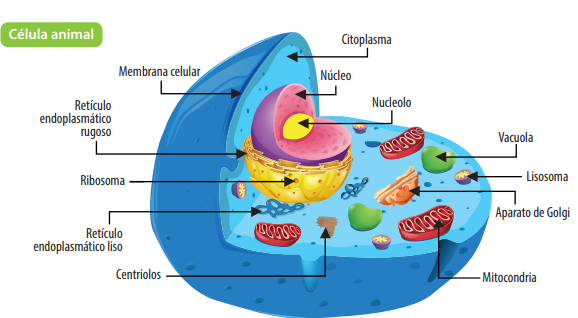 Célula animal
Citoplasma
Membrana celular
Núcleo
Retículo
endoplasmático
rugoso
Nucleolo
Vacuola
Ribosoma
Lisosoma
Aparato de Golgi
Retículo
endoplasmático liso
Centriolos
Mitocondria